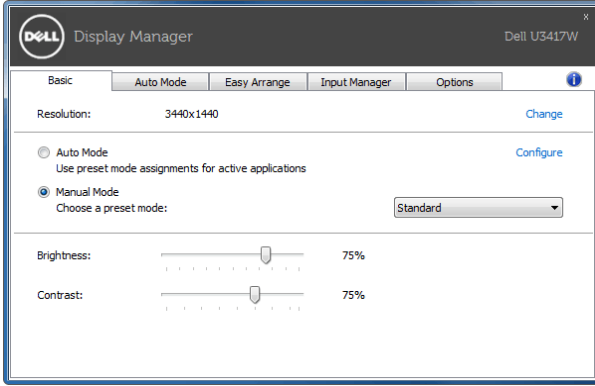 DELL Display Manager Dell U3417W
x
Basic Auto Mode Easy Arrange Input Manager Options i
Resolution: 3440x1440 Change
Auto Mode Configure
Use preset mode assignments for active applications
Manual Mode
Choose a preset mode: Standard
Brightness: 75%
Contrast: 75%